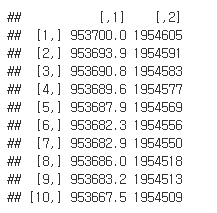 ##           [,1]    [,2]
##  [1,] 953700.0 1954605
##  [2,] 953693.9 1954591
##  [3,] 953690.8 1954583
##  [4,] 953689.6 1954577
##  [5,] 953687.9 1954569
##  [6,] 953682.3 1954556
##  [7,] 953682.9 1954550
##  [8,] 953686.0 1954518
##  [9,] 953683.2 1954513
## [10,] 953667.5 1954509